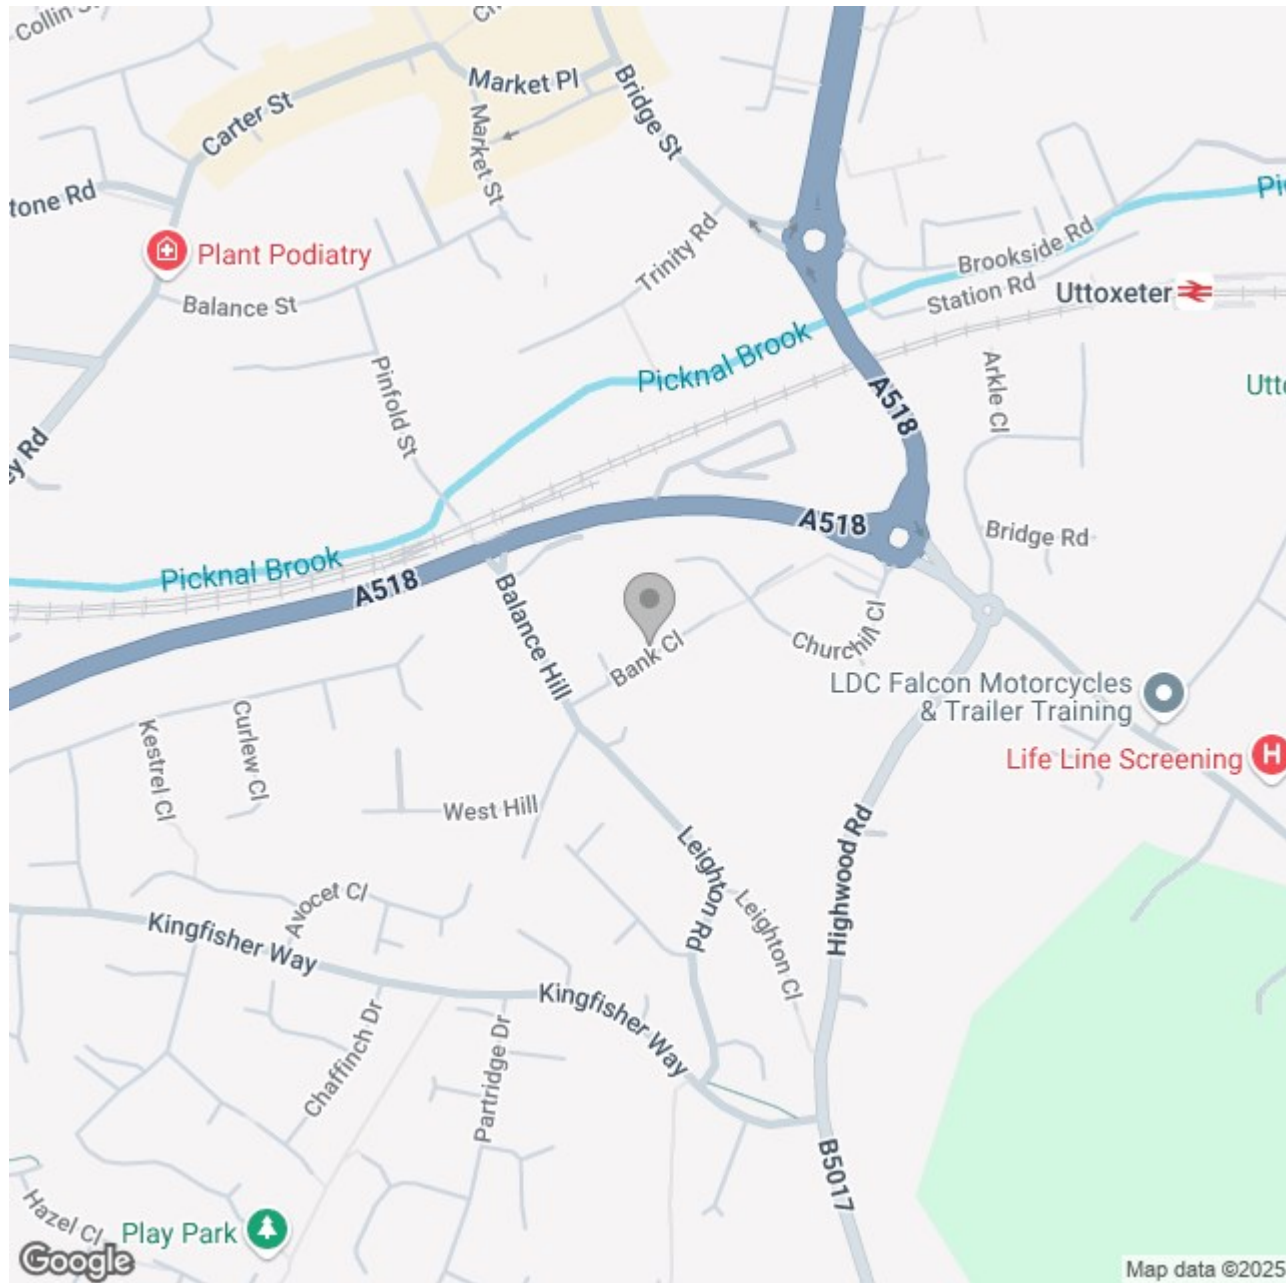 Collin S
Ch
Market Pl
Bridge St
Carter St
Market St
tone Rd
Pi
Trinity Rd
Plant Podiatry
Brookside Rd
Station Rd
Uttoxeter
Balance St
Picknal Brook
Pinfold St
Arkle Cl
A518
Utto
ey Rd
A518
Bridge Rd
Picknal Brook
A518
Balance Hill
Bank Cl
Churchill Cl
LDC Falcon Motorcycles
& Trailer Training
Kestrel Cl
Curlew Cl
Life Line Screening
H
West Hill
Leighton Rd
Highwood Rd
Avocet Cl
Leighton Cl
Kingfisher Way
Kingfisher Way
Chaffinch Dr
Partridge Dr
B5017
Hazel Cl
Play Park
Google
Map data ©2025